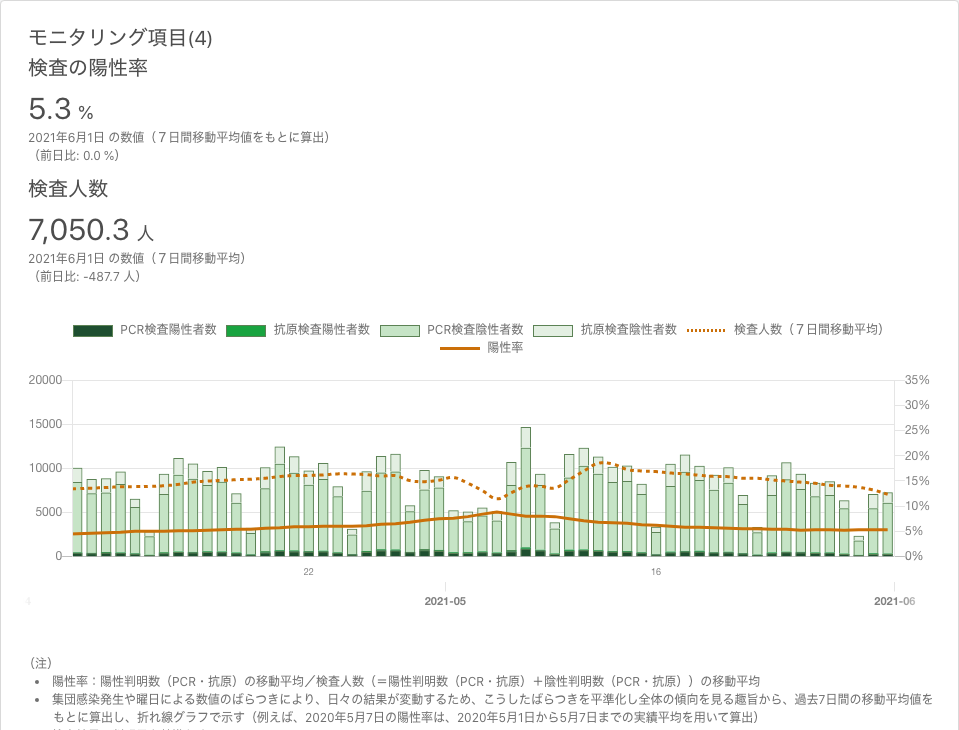 モニタリング項目(4)
検査の陽性率
5.3 %
2021年6月1日 の数値（７日間移動平均値をもとに算出）
（前日比: 0.0 %）
検査人数
7,050.3 人
2021年6月1日 の数値（７日間移動平均）
（前日比: -487.7 人）
PCR検査陽性者数 抗原検査陽性者数 PCR検査陰性者数 抗原検査陰性者数 検査人数（７日間移動平均）
陽性率
20000 35%
30%
15000 25%
10000 20%
15%
5000 10%
5%
0 0%
22 16
4 2021-05 2021-06
（注）
• 陽性率：陽性判明数（PCR・抗原）の移動平均／検査人数（＝陽性判明数（PCR・抗原）＋陰性判明数（PCR・抗原））の移動平均
• 集団感染発生や曜日による数値のばらつきにより、日々の結果が変動するため、こうしたばらつきを平準化し全体の傾向を見る趣旨から、過去7日間の移動平均値を
もとに算出し、折れ線グラフで示す（例えば、2020年5月7日の陽性率は、2020年5月1日から5月7日までの実績平均を用いて算出）